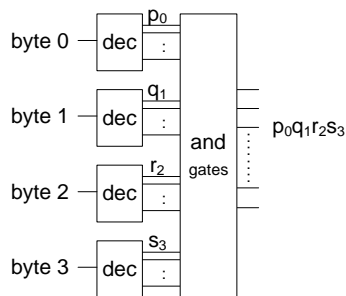 byte 0
dec
p0
:
byte 1
dec
q1
:
byte 2
dec
r2
:
byte 3
dec
s3
:
and
gates
p0q1r2s3